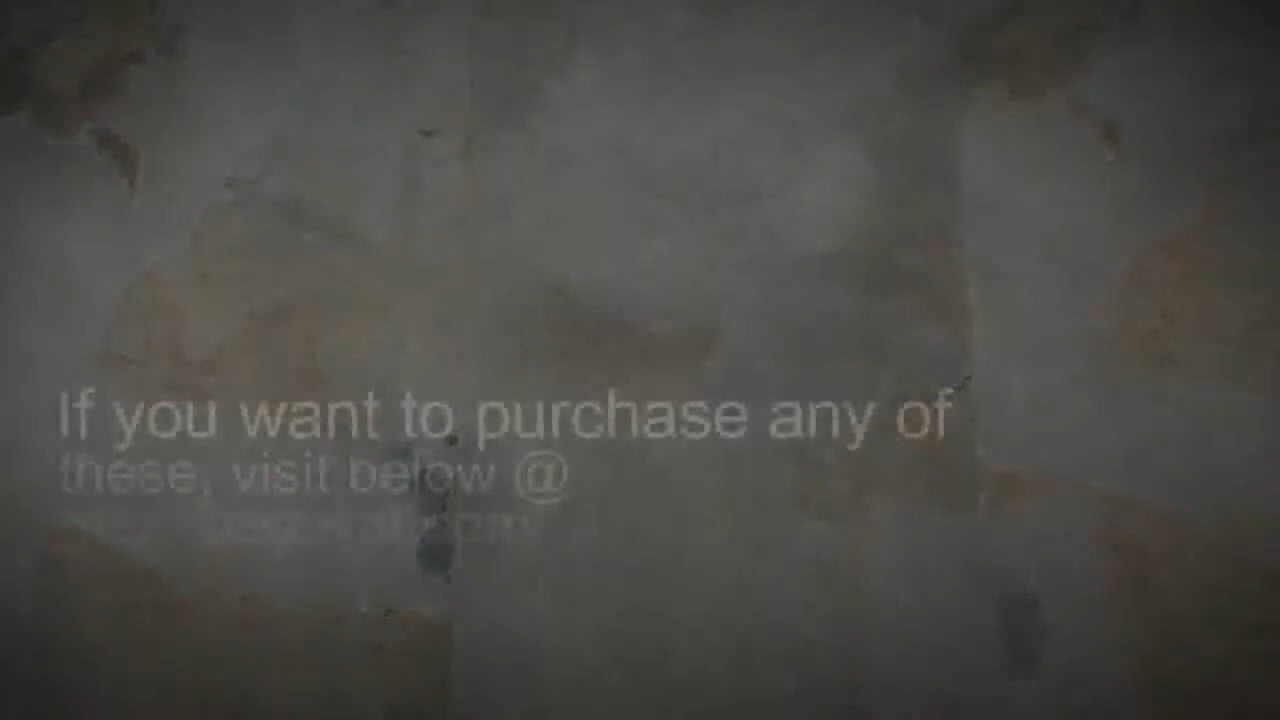 If you want to purchase any of
these, visit below @